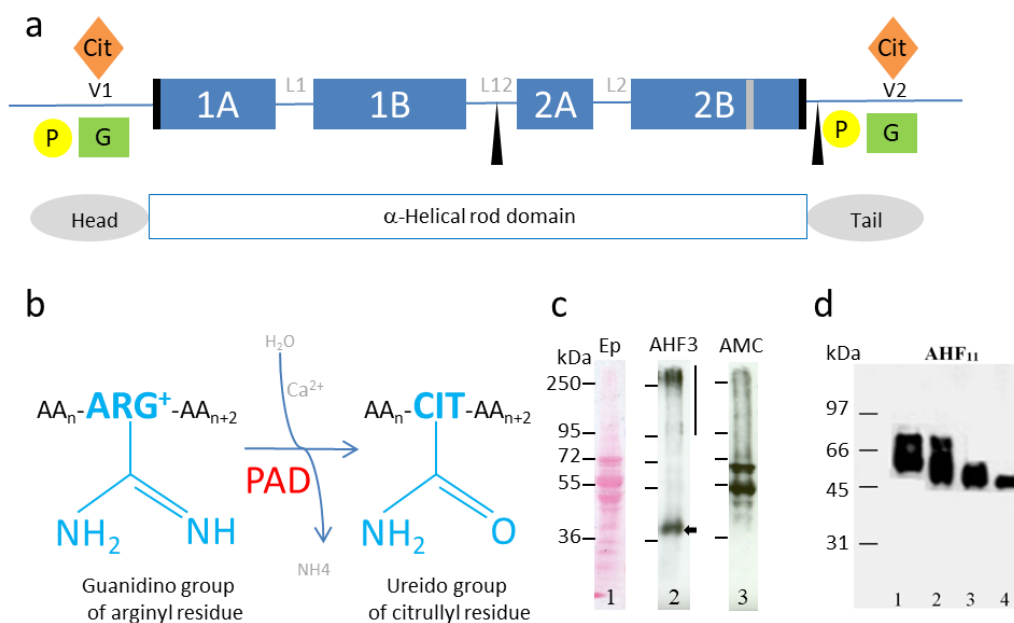 a
Cit
Cit
V1
L1
L12
L2
V2
1A
1B
2A
2B
P
G
P
G
Head
α-Helical rod domain
Tail
b
H₂O
Ca²⁺
AAₙ-ARG⁺-AAₙ₊₂
AAₙ-CIT-AAₙ₊₂
PAD
NH₂
NH
NH₂
O
NH4
Guanidino group
of arginyl residue
Ureido group
of citrullyl residue
c
kDa
Ep
AHF3
AMC
250
95
72
55
36
1
2
3
d
kDa
AHF₁₁
97
66
45
31
1
2
3
4